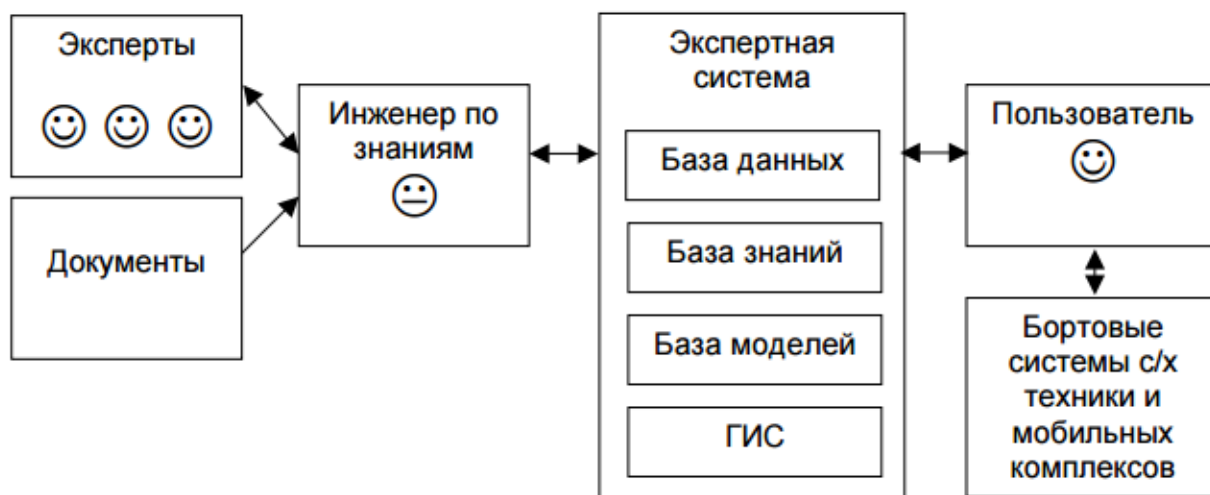 Эксперты
Документы
Инженер по
знаниям
Экспертная
система
База данных
База знаний
База моделей
ГИС
Пользователь
Бортовые
системы с/х
техники и
мобильных
комплексов